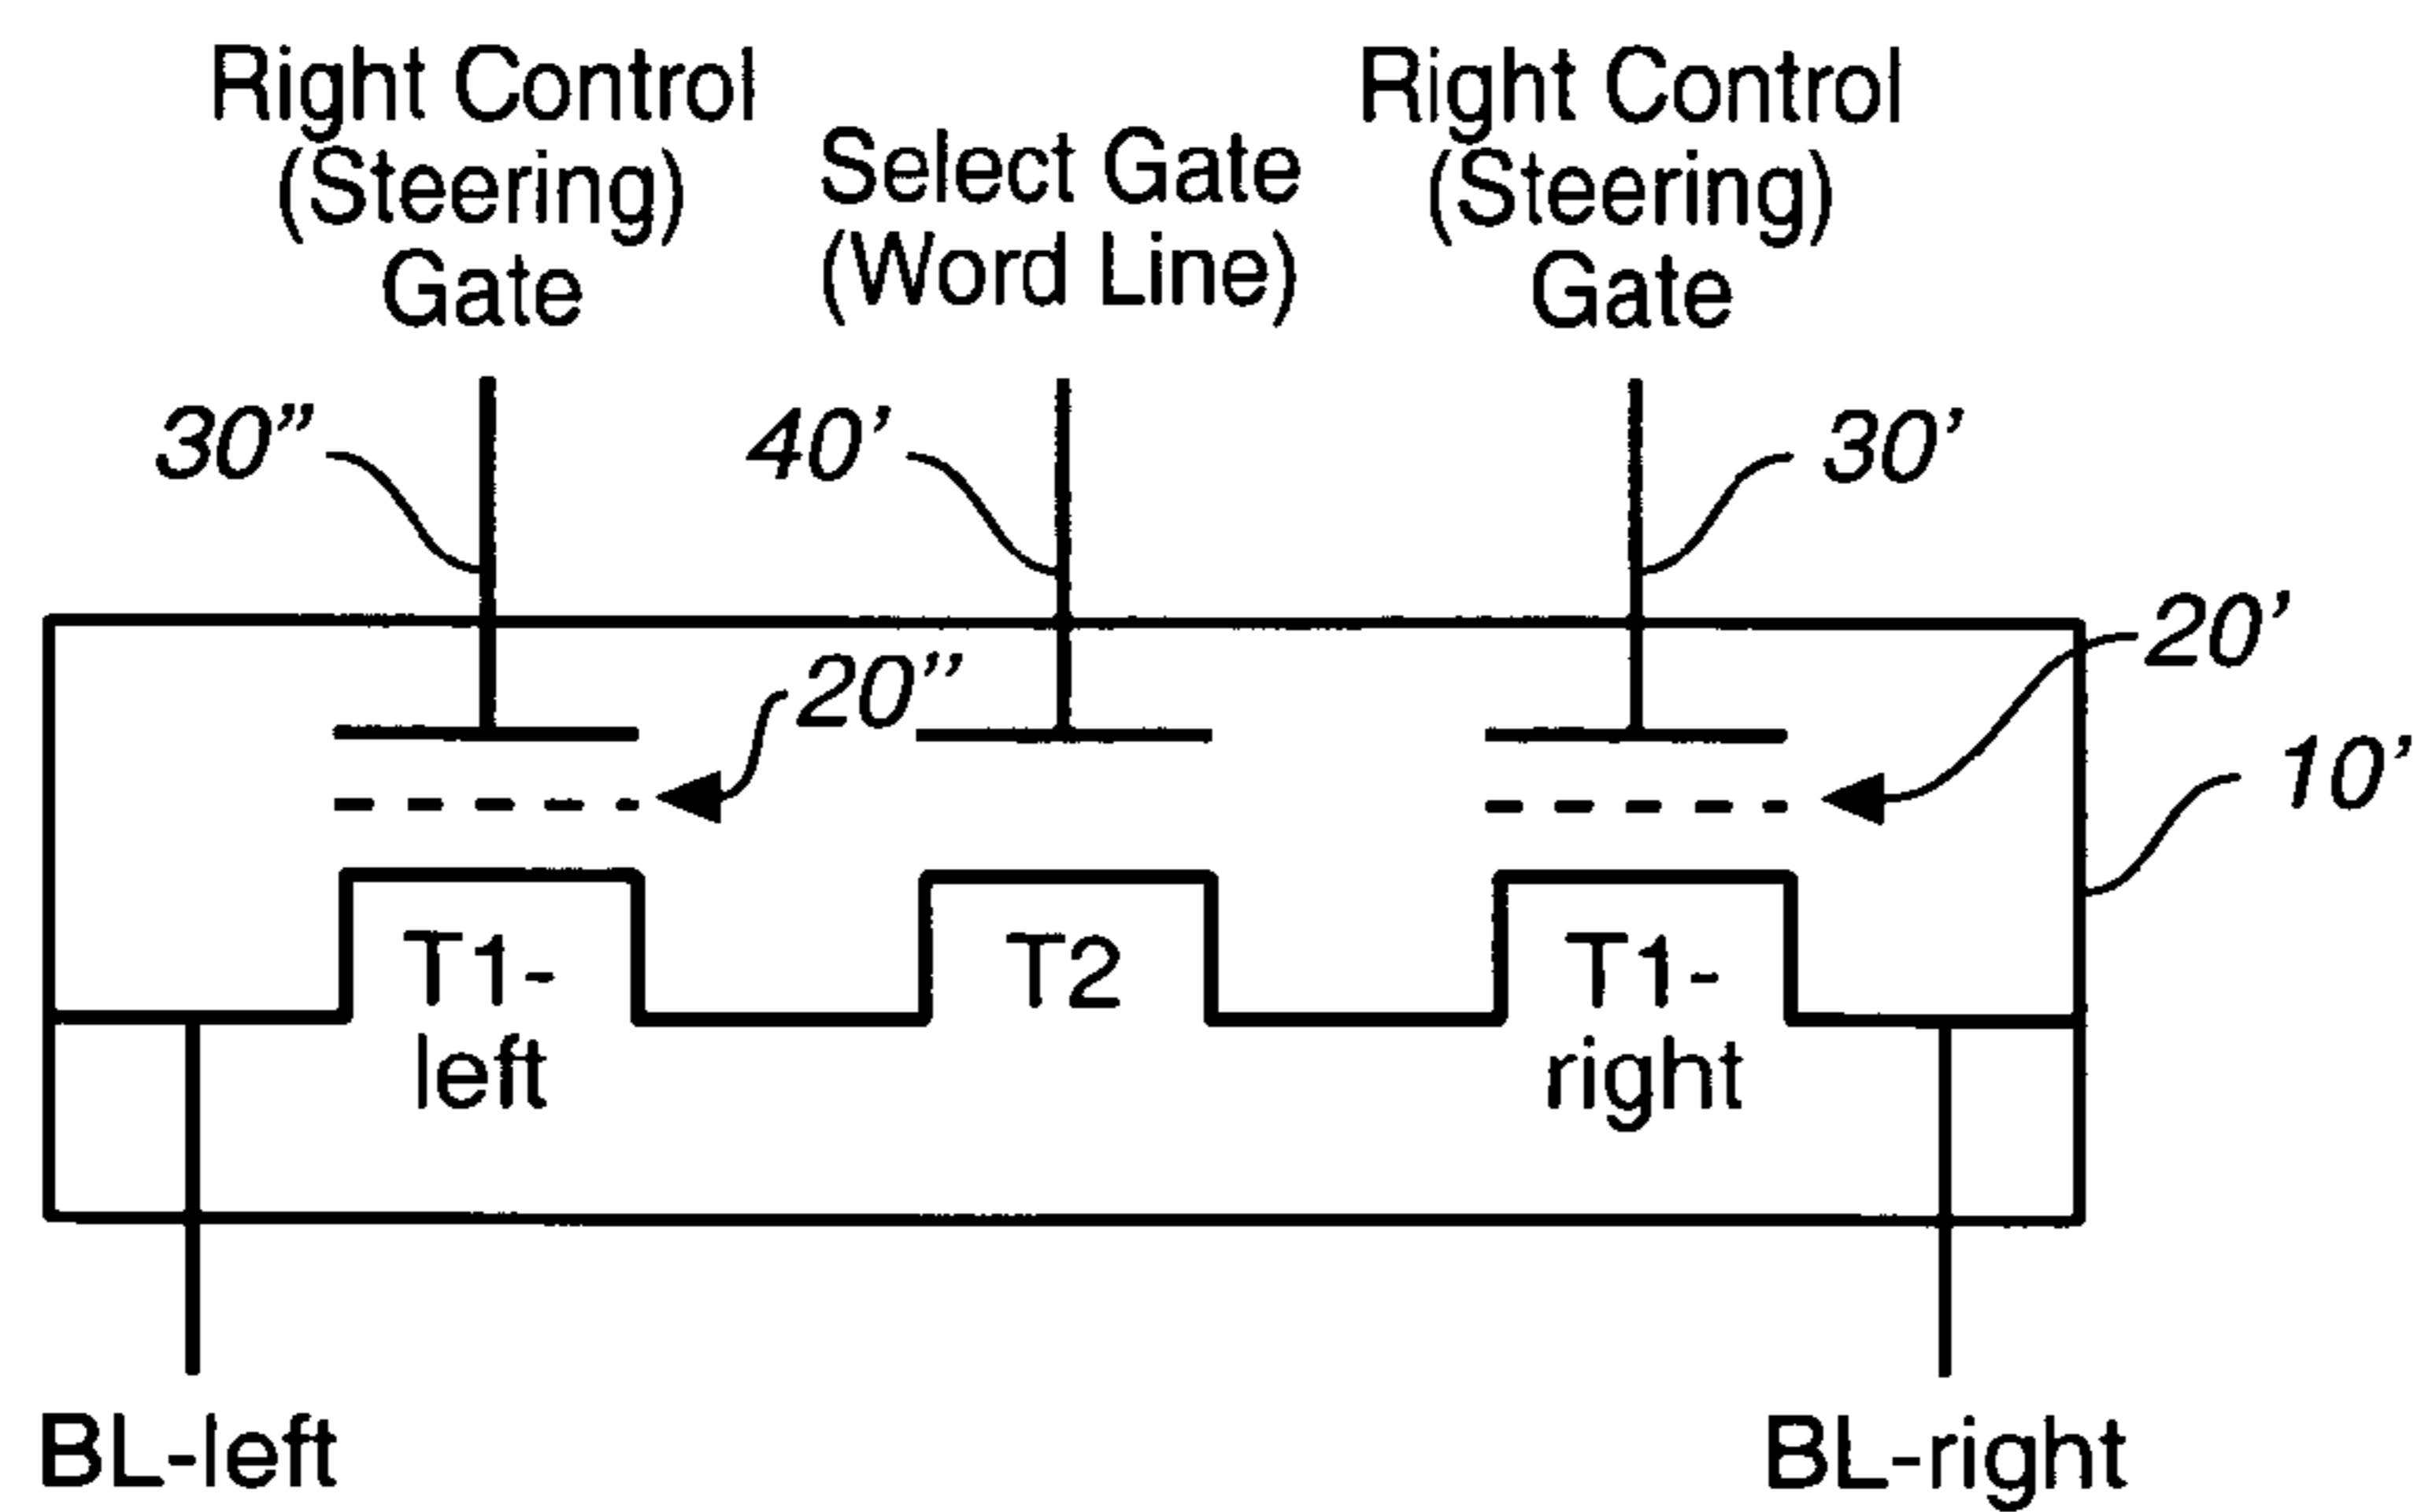 Right Control
(Steering)
Gate
Select Gate
(Word Line)
Right Control
(Steering)
Gate
30”
40’
30’
20’
20”
10’
T1-
left
T2
T1-
right
BL-left
BL-right